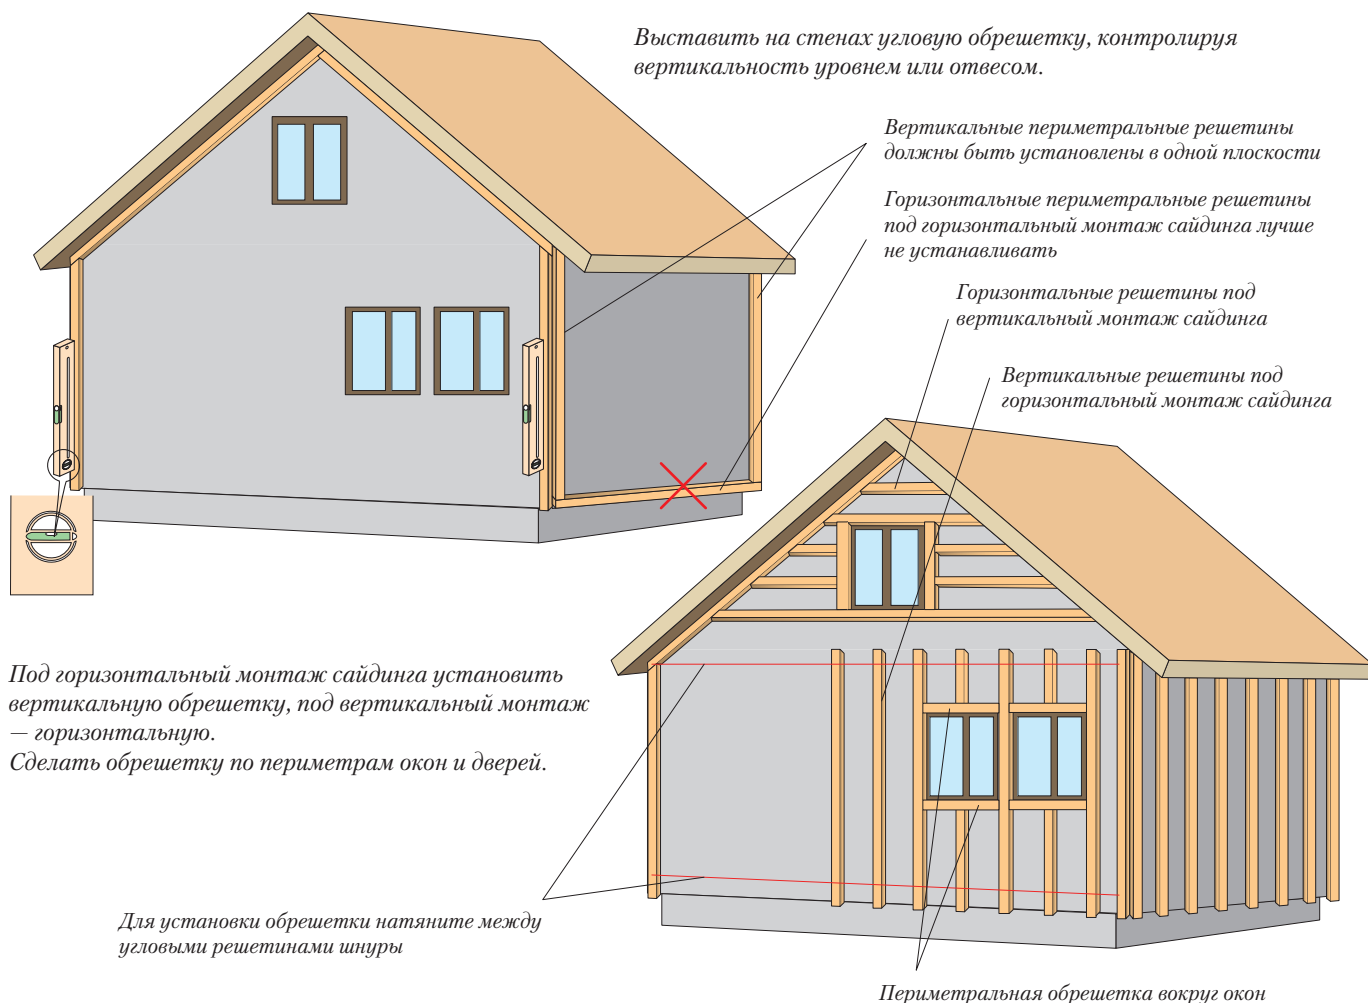 Выставить на стенах угловую обрешетку, контролируя
вертикальность уровнем или отвесом.
Вертикальные периметральные решетины
должны быть установлены в одной плоскости
Горизонтальные периметральные решетины
под горизонтальный монтаж сайдинга лучше
не устанавливать
Горизонтальные решетины под
вертикальный монтаж сайдинга
Вертикальные решетины под
горизонтальный монтаж сайдинга
Под горизонтальный монтаж сайдинга установить
вертикальную обрешетку, под вертикальный монтаж
— горизонтальную.
Сделать обрешетку по периметрам окон и дверей.
Для установки обрешетки натяните между
угловыми решетинами шнуры
Периметральная обрешетка вокруг окон